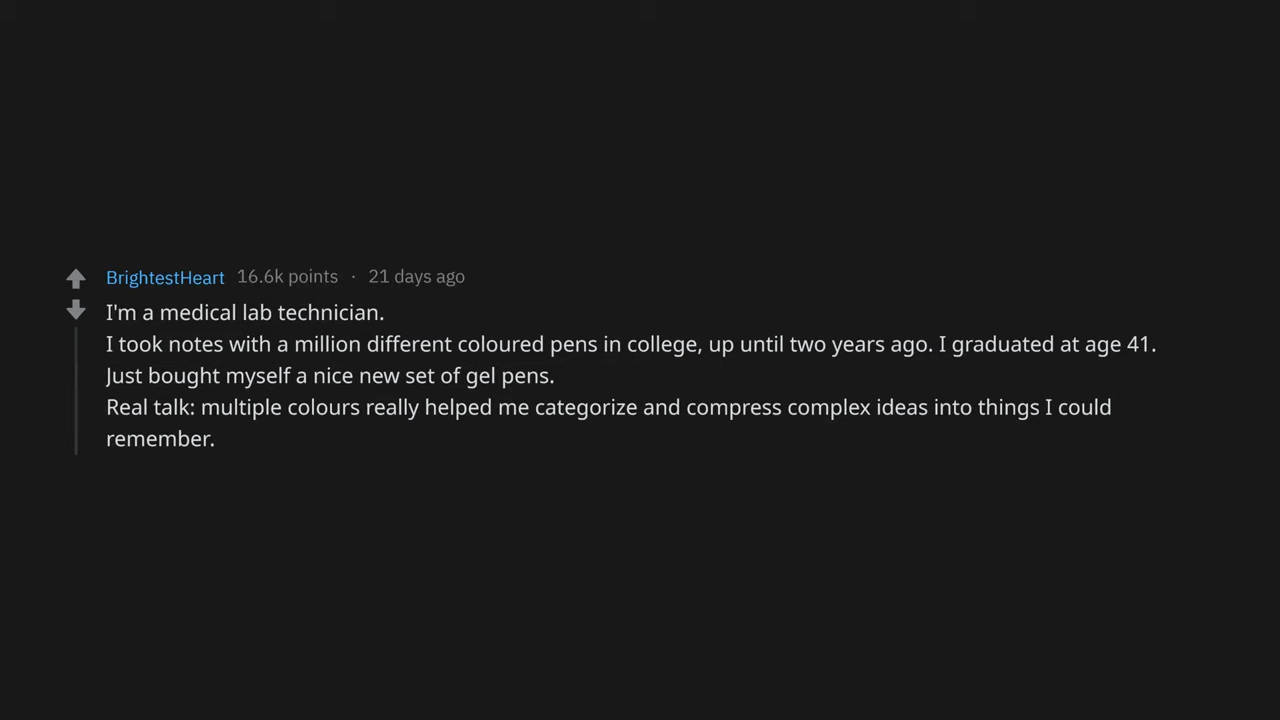 BrightestHeart 16.6k points · 21 days ago
I'm a medical lab technician.
I took notes with a million different coloured pens in college, up until two years ago. I graduated at age 41.
Just bought myself a nice new set of gel pens.
Real talk: multiple colours really helped me categorize and compress complex ideas into things I could
remember.